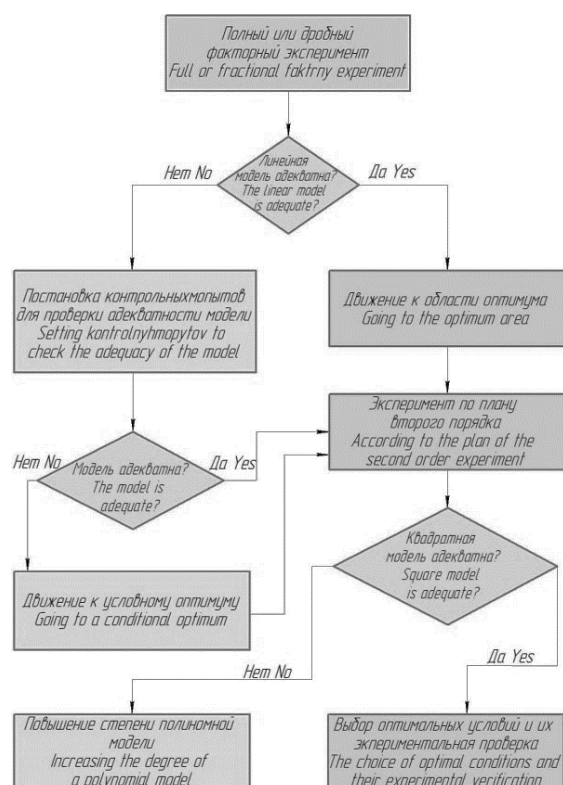 Полный или дробный
факторный эксперимент
Full or fractional faktrny experiment
Линейная
модель адекватна?
The linear model
is adequate?
Нет No
Да Yes
Постановка контрольныхмопытов
для проверки адекватности модели
Setting kantrolnyhmapytov to
check the adequacy of the model
Движение к области оптимума
Going to the optimum area
Эксперимент по плану
второго порядка
According to the plan of the
second order experiment
Нет No
Модель адекватна?
The model is
adequate?
Да Yes
Квадратная
модель адекватна?
Square model
is adequate?
Движение к условному оптимуму
Going to a conditional optimum
Нет No
Да Yes
Повышение степени полиномной
модели
Increasing the degree of
a polynomial model
Выбор оптимальных условий и их
экпериментальная проверка
The choice of optimal conditions and
their experimental verification